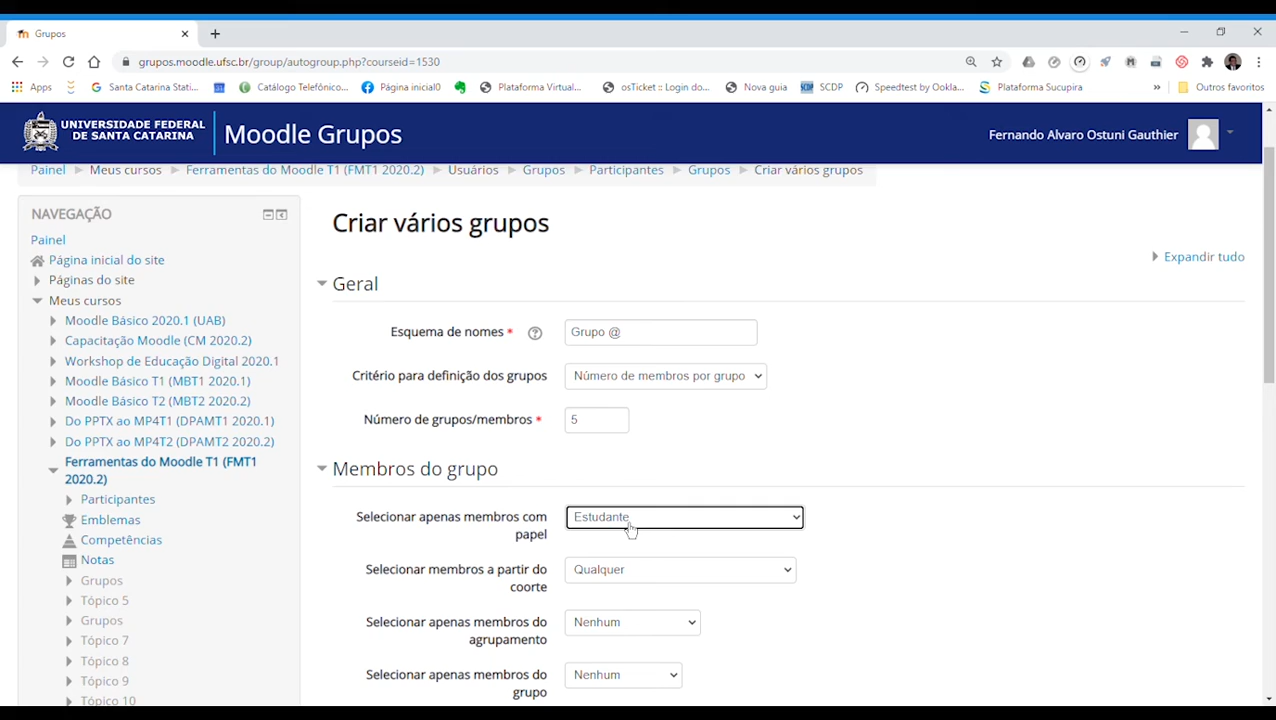 Grupos
grupos.moodle.ufsc.br/group/autogroup.php?courseid=1530
Apps
Santa Catarina Stati...
Catálogo Telefônico...
Página inicial0
Plataforma Virtual...
osTicket :: Login do...
Nova guia
SCDP
Speedtest by Ookla...
Plataforma Sucupira
»
Outros favoritos
UNIVERSIDADE FEDERAL
DE SANTA CATARINA
Moodle Grupos
Fernando Alvaro Ostuni Gauthier
Painel
Meus cursos
Ferramentas do Moodle T1 (FMT1 2020.2)
Usuários
Grupos
Participantes
Grupos
Criar vários grupos
NAVEGAÇÃO
Painel
Página inicial do site
Páginas do site
Meus cursos
Moodle Básico 2020.1 (UAB)
Capacitação Moodle (CM 2020.2)
Workshop de Educação Digital 2020.1
Moodle Básico T1 (MBT1 2020.1)
Moodle Básico T2 (MBT2 2020.2)
Do PPTX ao MP4T1 (DPAMT1 2020.1)
Do PPTX ao MP4T2 (DPAMT2 2020.2)
Ferramentas do Moodle T1 (FMT1
2020.2)
Participantes
Emblemas
Competências
Notas
Grupos
Tópico 5
Grupos
Tópico 7
Tópico 8
Tópico 9
Tópico 10
Criar vários grupos
Expandir tudo
Geral
Esquema de nomes *
?
Grupo @
Critério para definição dos grupos
Número de membros por grupo
Número de grupos/membros *
5
Membros do grupo
Selecionar apenas membros com
papel
Estudante
Selecionar membros a partir do
coorte
Qualquer
Selecionar apenas membros do
agrupamento
Nenhum
Selecionar apenas membros do
grupo
Nenhum